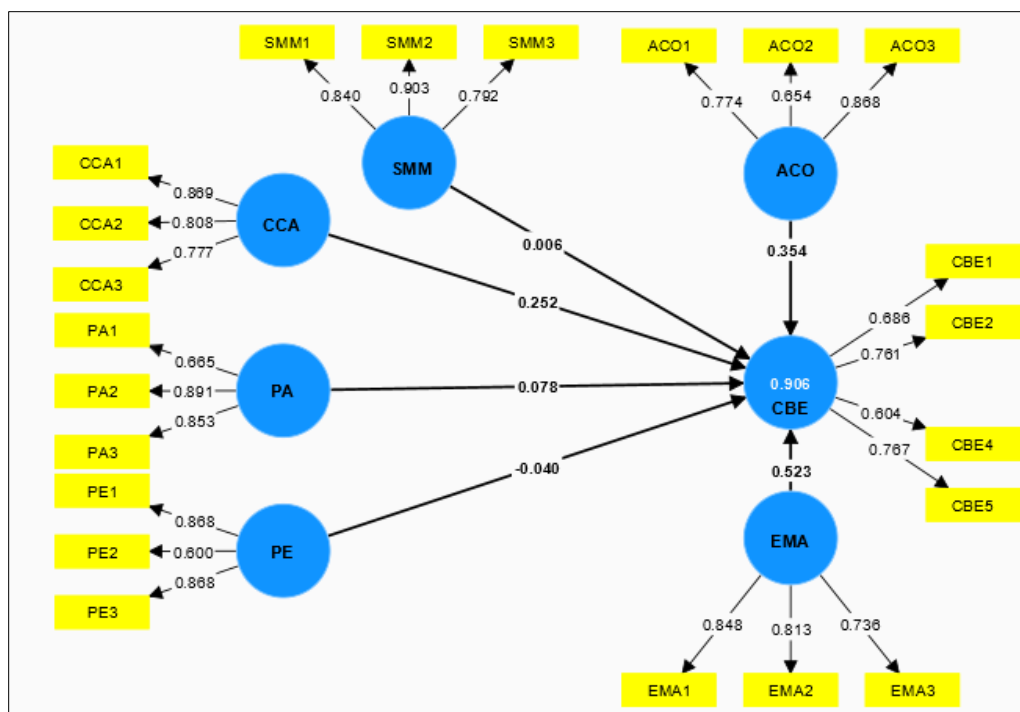 SMM1
SMM2
SMM3
0.840
0.903
0.792
SMM
ACO1
ACO2
ACO3
0.774
0.654
0.868
ACO
CCA1
CCA2
CCA3
0.869
0.808
0.777
CCA
PA1
PA2
PA3
0.665
0.891
0.853
PA
PE1
PE2
PE3
0.868
0.600
0.868
PE
0.006
0.252
0.078
-0.040
0.354
0.523
0.906
CBE
CBE1
CBE2
CBE4
CBE5
0.686
0.761
0.604
0.767
EMA
0.848
0.813
0.736
EMA1
EMA2
EMA3